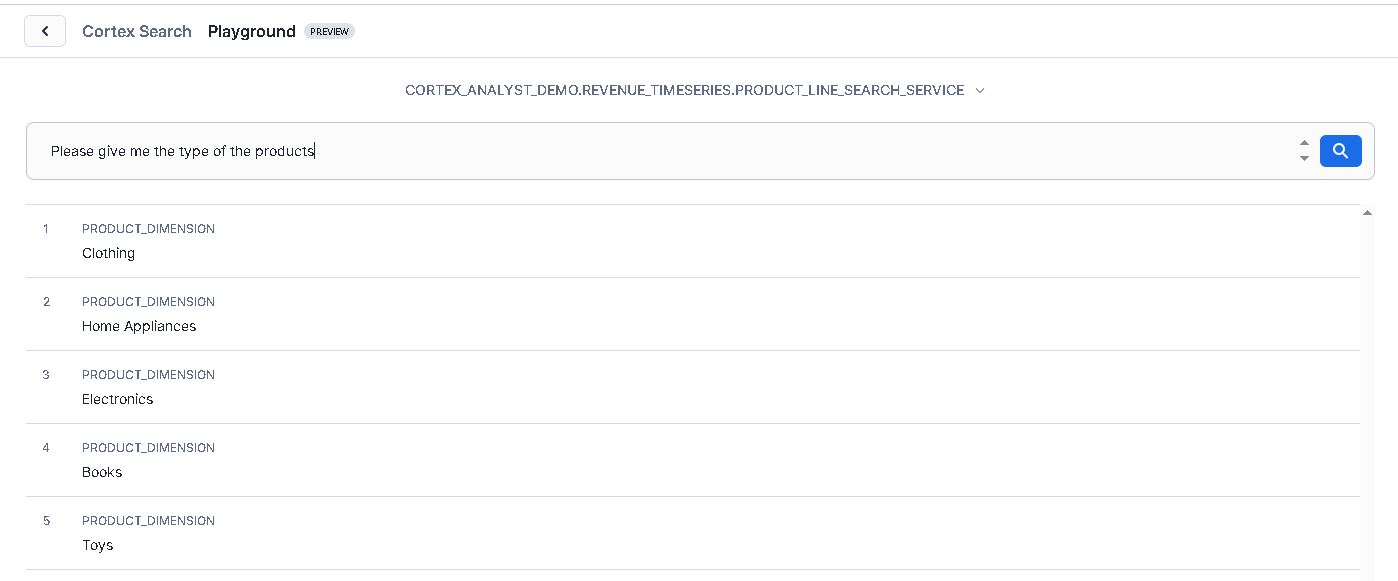 Cortex Search Playground PREVIEW
CORTEX_ANALYST_DEMO.REVENUE_TIMESERIES.PRODUCT_LINE_SEARCH_SERVICE
Please give me the type of the products
1 PRODUCT_DIMENSION
Clothing
2 PRODUCT_DIMENSION
Home Appliances
3 PRODUCT_DIMENSION
Electronics
4 PRODUCT_DIMENSION
Books
5 PRODUCT_DIMENSION
Toys